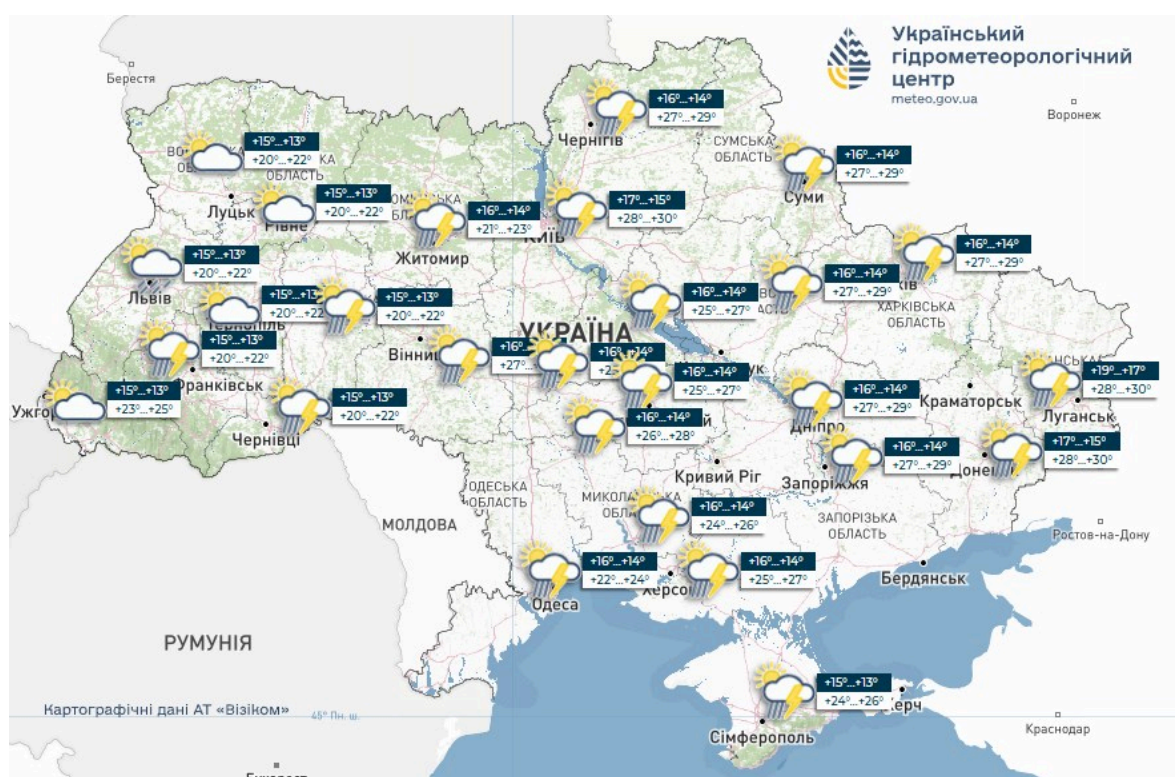 Український
гідрометеорологічний
центр
meteo.gov.ua
Берестя
Воронеж
+16°...+14°
+27°...+29°
Чернігів
СУМСЬКА
ОБЛАСТЬ
+16°...+14°
+27°...+29°
Суми
+15°...+13°
+20°...+22°
ОБЛАСТЬ
Луцьк
+15°...+13°
+20°...+22°
Рівне
+16°...+14°
+21°...+23°
Житомир
+17°...+15°
+28°...+30°
Київ
+16°...+14°
+27°...+29°
ХАРКІВСЬКА
ОБЛАСТЬ
+15°...+13°
+20°...+22°
Львів
+15°...+13°
+20°...+22°
+16°...+14°
+25°...+27°
+16°...+14°
+27°...+29°
УКРАЇНА
+15°...+13°
+20°...+22°
Франківськ
+16°...+14°
+25°...+27°
+19°...+17°
+28°...+30°
Луганськ
Краматорськ
+15°...+13°
+23°...+25°
+15°...+13°
+20°...+22°
Чернівці
+16°...+14°
+26°...+28°
+16°...+14°
+27°...+29°
Дніпро
+16°...+14°
+27°...+29°
Запоріжжя
+17°...+15°
+28°...+30°
Кривий Ріг
ОДЕСЬКА
ОБЛАСТЬ
МОЛДОВА
+16°...+14°
+24°...+26°
ЗАПОРІЗЬКА
ОБЛАСТЬ
Ростов-на-Дону
+16°...+14°
+22°...+24°
Одеса
+16°...+14°
+25°...+27°
Херсон
Бердянськ
РУМУНІЯ
+15°...+13°
+24°...+26°
Керч
Картографічні дані АТ «Візіком»
45° Пн. ш.
Сімферополь
Краснодар